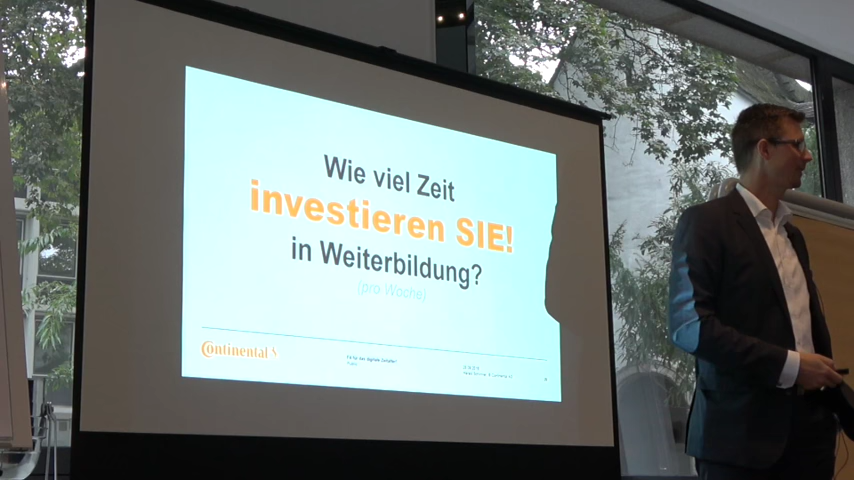 Wie viel Zeit
investieren SIE!
in Weiterbildung?
(pro Woche)
Continental